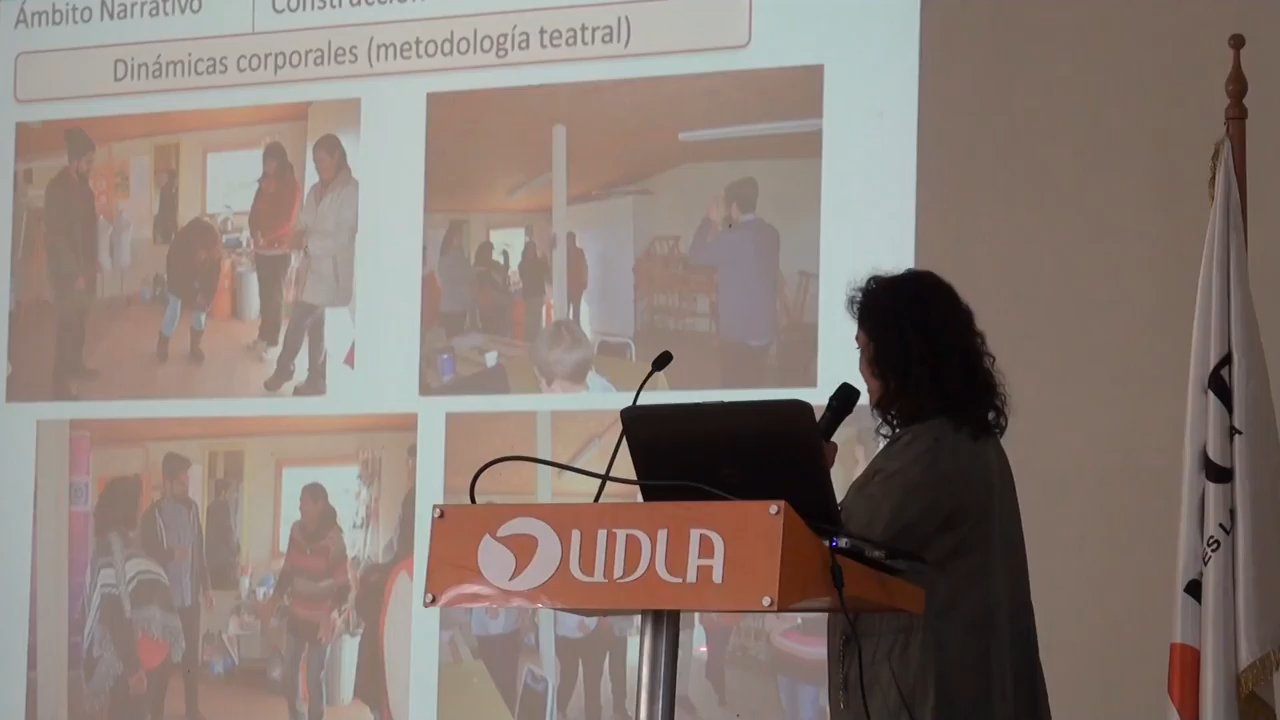 Ámbito Narrativo
Dinámicas corporales (metodología teatral)
UDLA